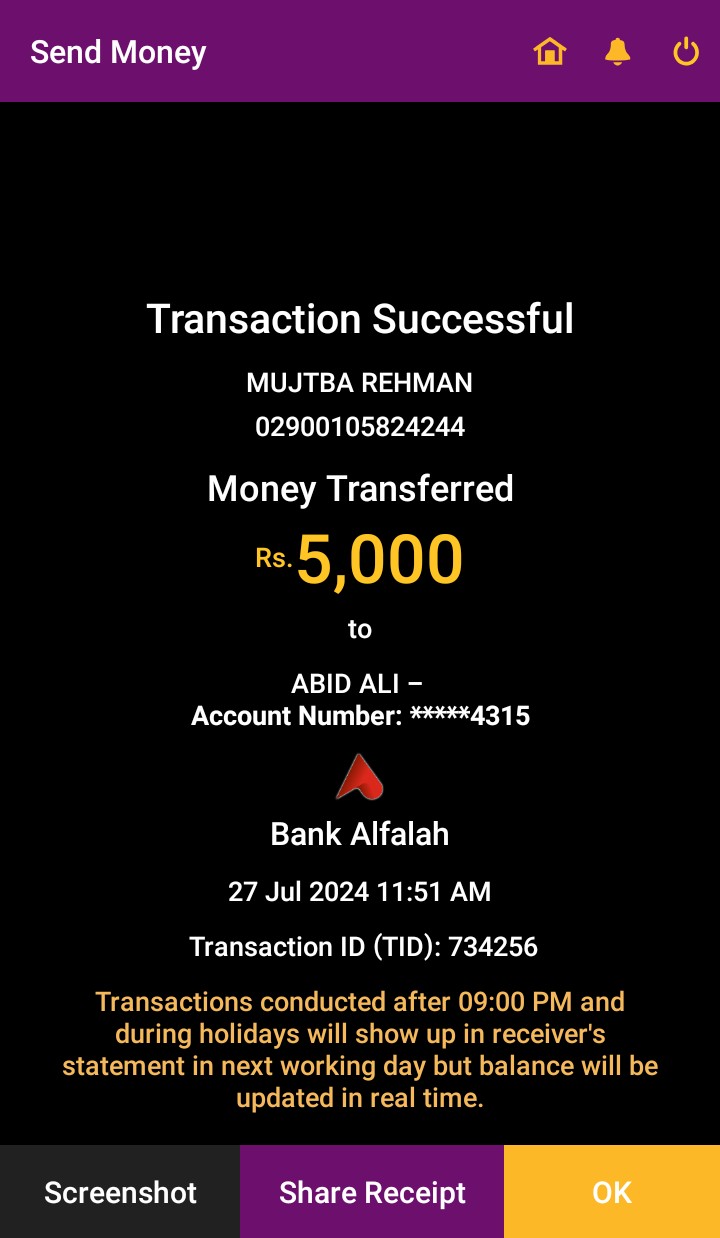 Send Money
Transaction Successful
MUJTBA REHMAN
02900105824244
Money Transferred
Rs.5,000
to
ABID ALI –
Account Number: *****4315
Bank Alfalah
27 Jul 2024 11:51 AM
Transaction ID (TID): 734256
Transactions conducted after 09:00 PM and
during holidays will show up in receiver's
statement in next working day but balance will be
updated in real time.
Screenshot
Share Receipt
OK